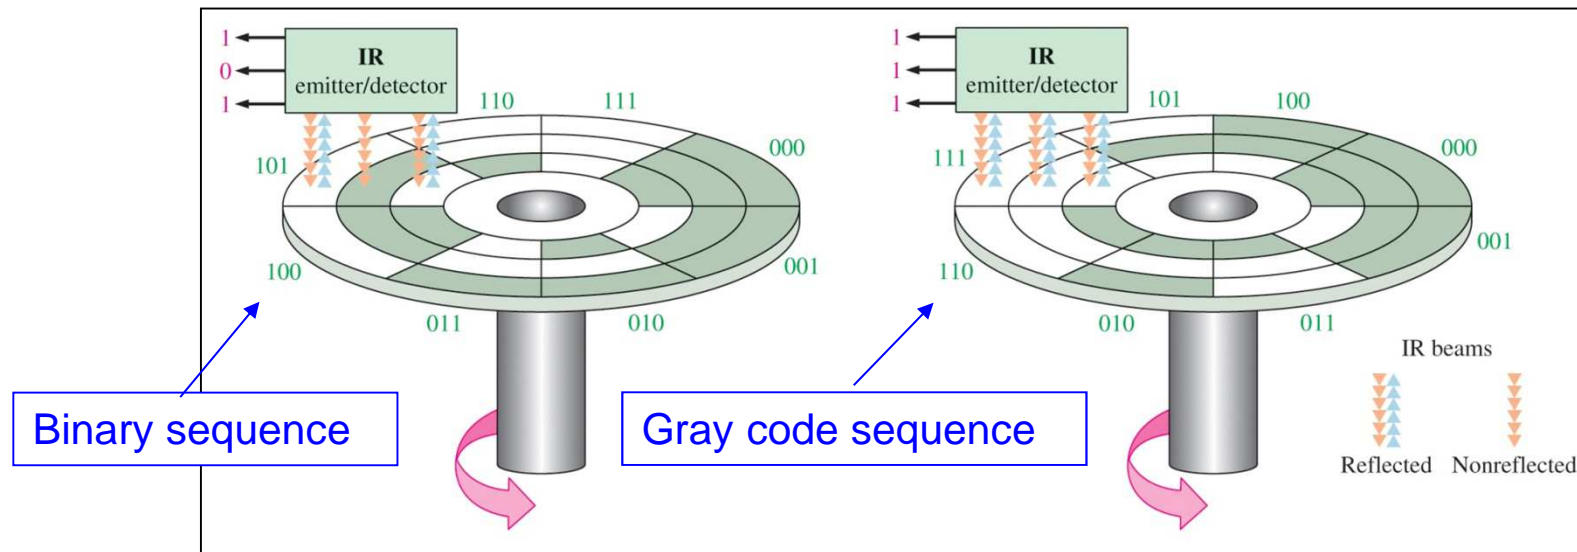 1
0
1
IR
emitter/detector
110
111
000
101
001
100
011
010
Binary sequence
1
1
1
IR
emitter/detector
101
100
000
111
001
110
010
011
Gray code sequence
IR beams
Reflected
Nonreflected